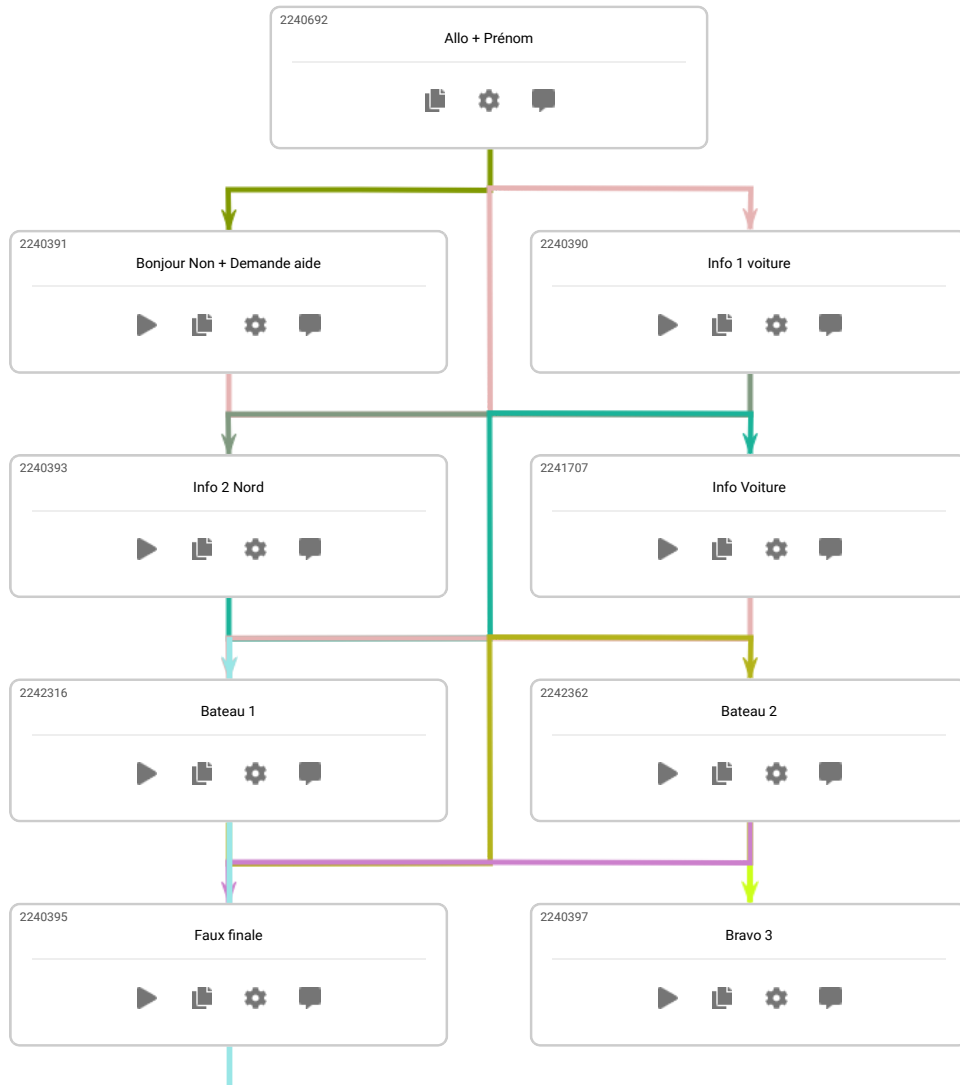 2240692
Allo + Prénom
2240391
Bonjour Non + Demande aide
2240390
Info 1 voiture
2240393
Info 2 Nord
2241707
Info Voiture
2242316
Bateau 1
2242362
Bateau 2
2240395
Faux finale
2240397
Bravo 3